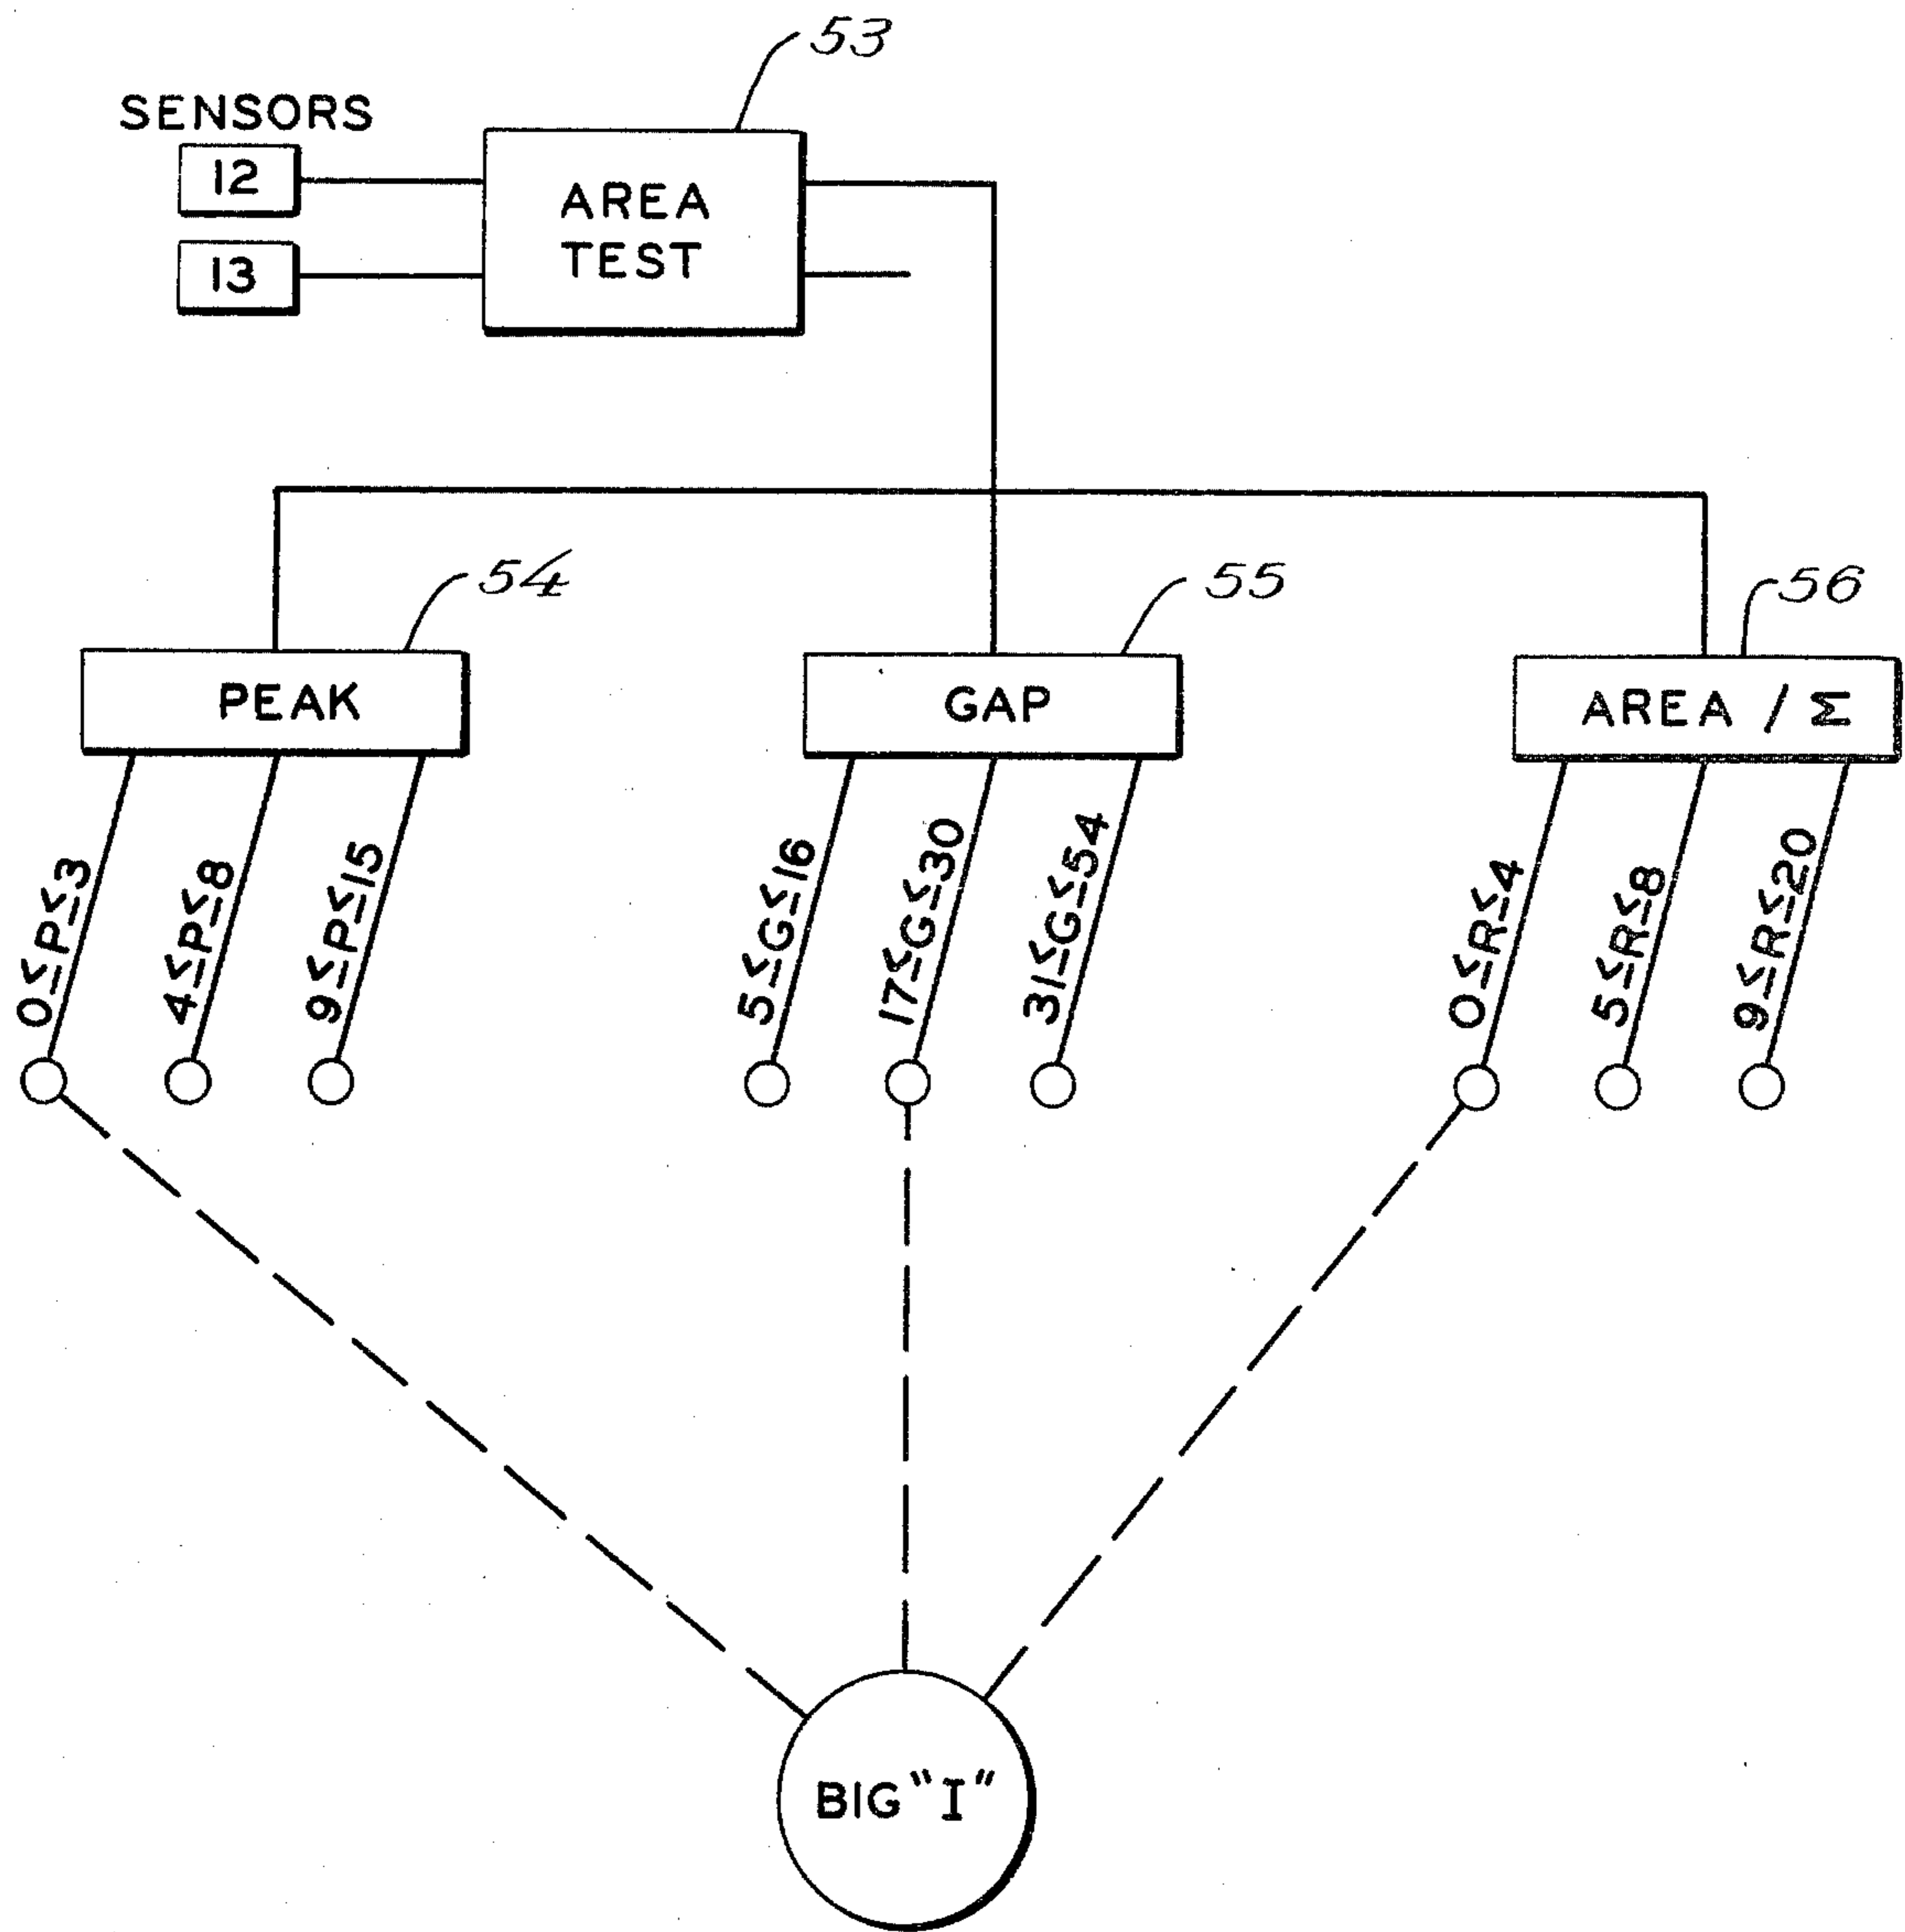 53
SENSORS
12
13
AREA
TEST
54
55
56
PEAK
GAP
AREA / Σ
0≤P≤3
4≤P≤8
9≤P≤15
5≤G≤16
17≤G≤30
31≤G≤54
0≤R≤4
5≤R≤8
9≤R≤20
BIG "I"